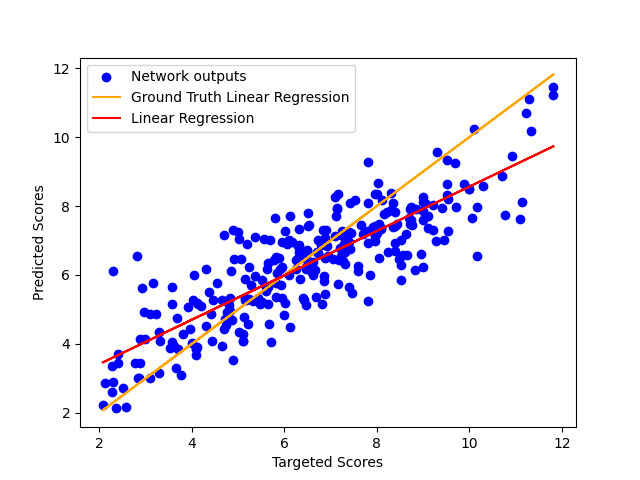 Network outputs
Ground Truth Linear Regression
Linear Regression
12
10
8
6
4
2
Predicted Scores
2 4 6 8 10 12
Targeted Scores